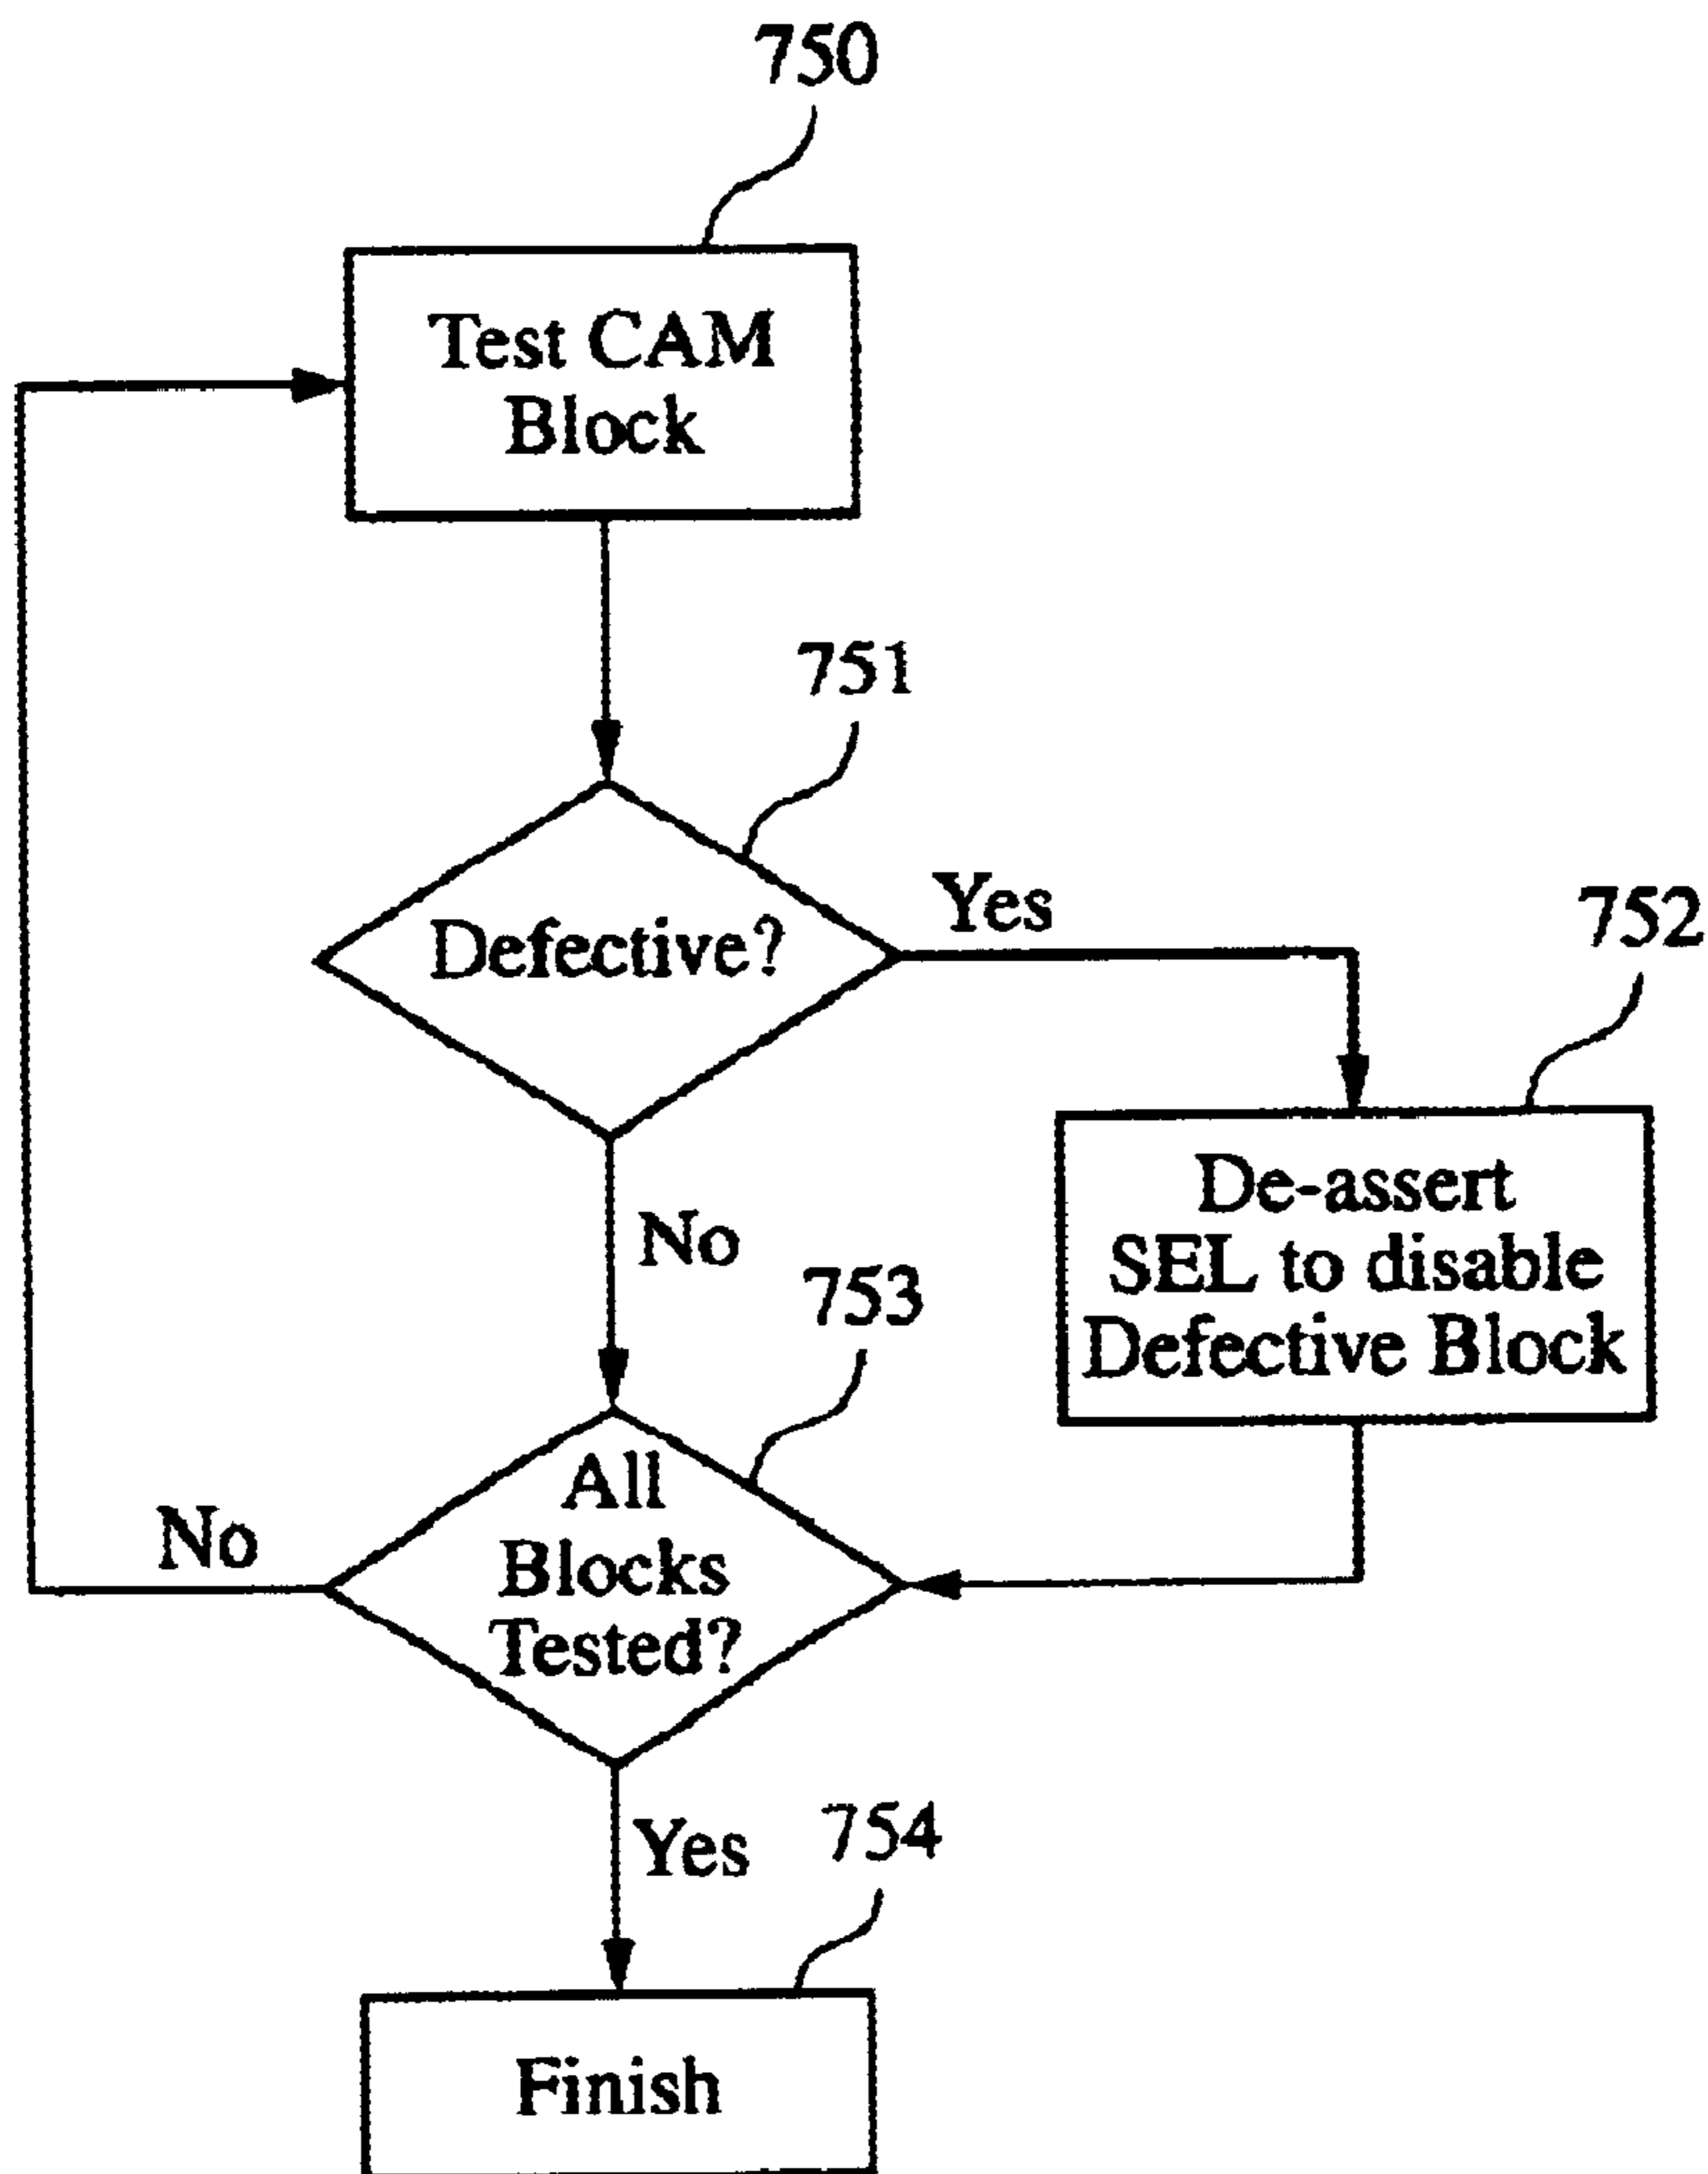 750
Test CAM
Block
751
Defective?
Yes
752
De-assert
SEL to disable
Defective Block
No
753
All
Blocks
Tested?
No
Yes
754
Finish